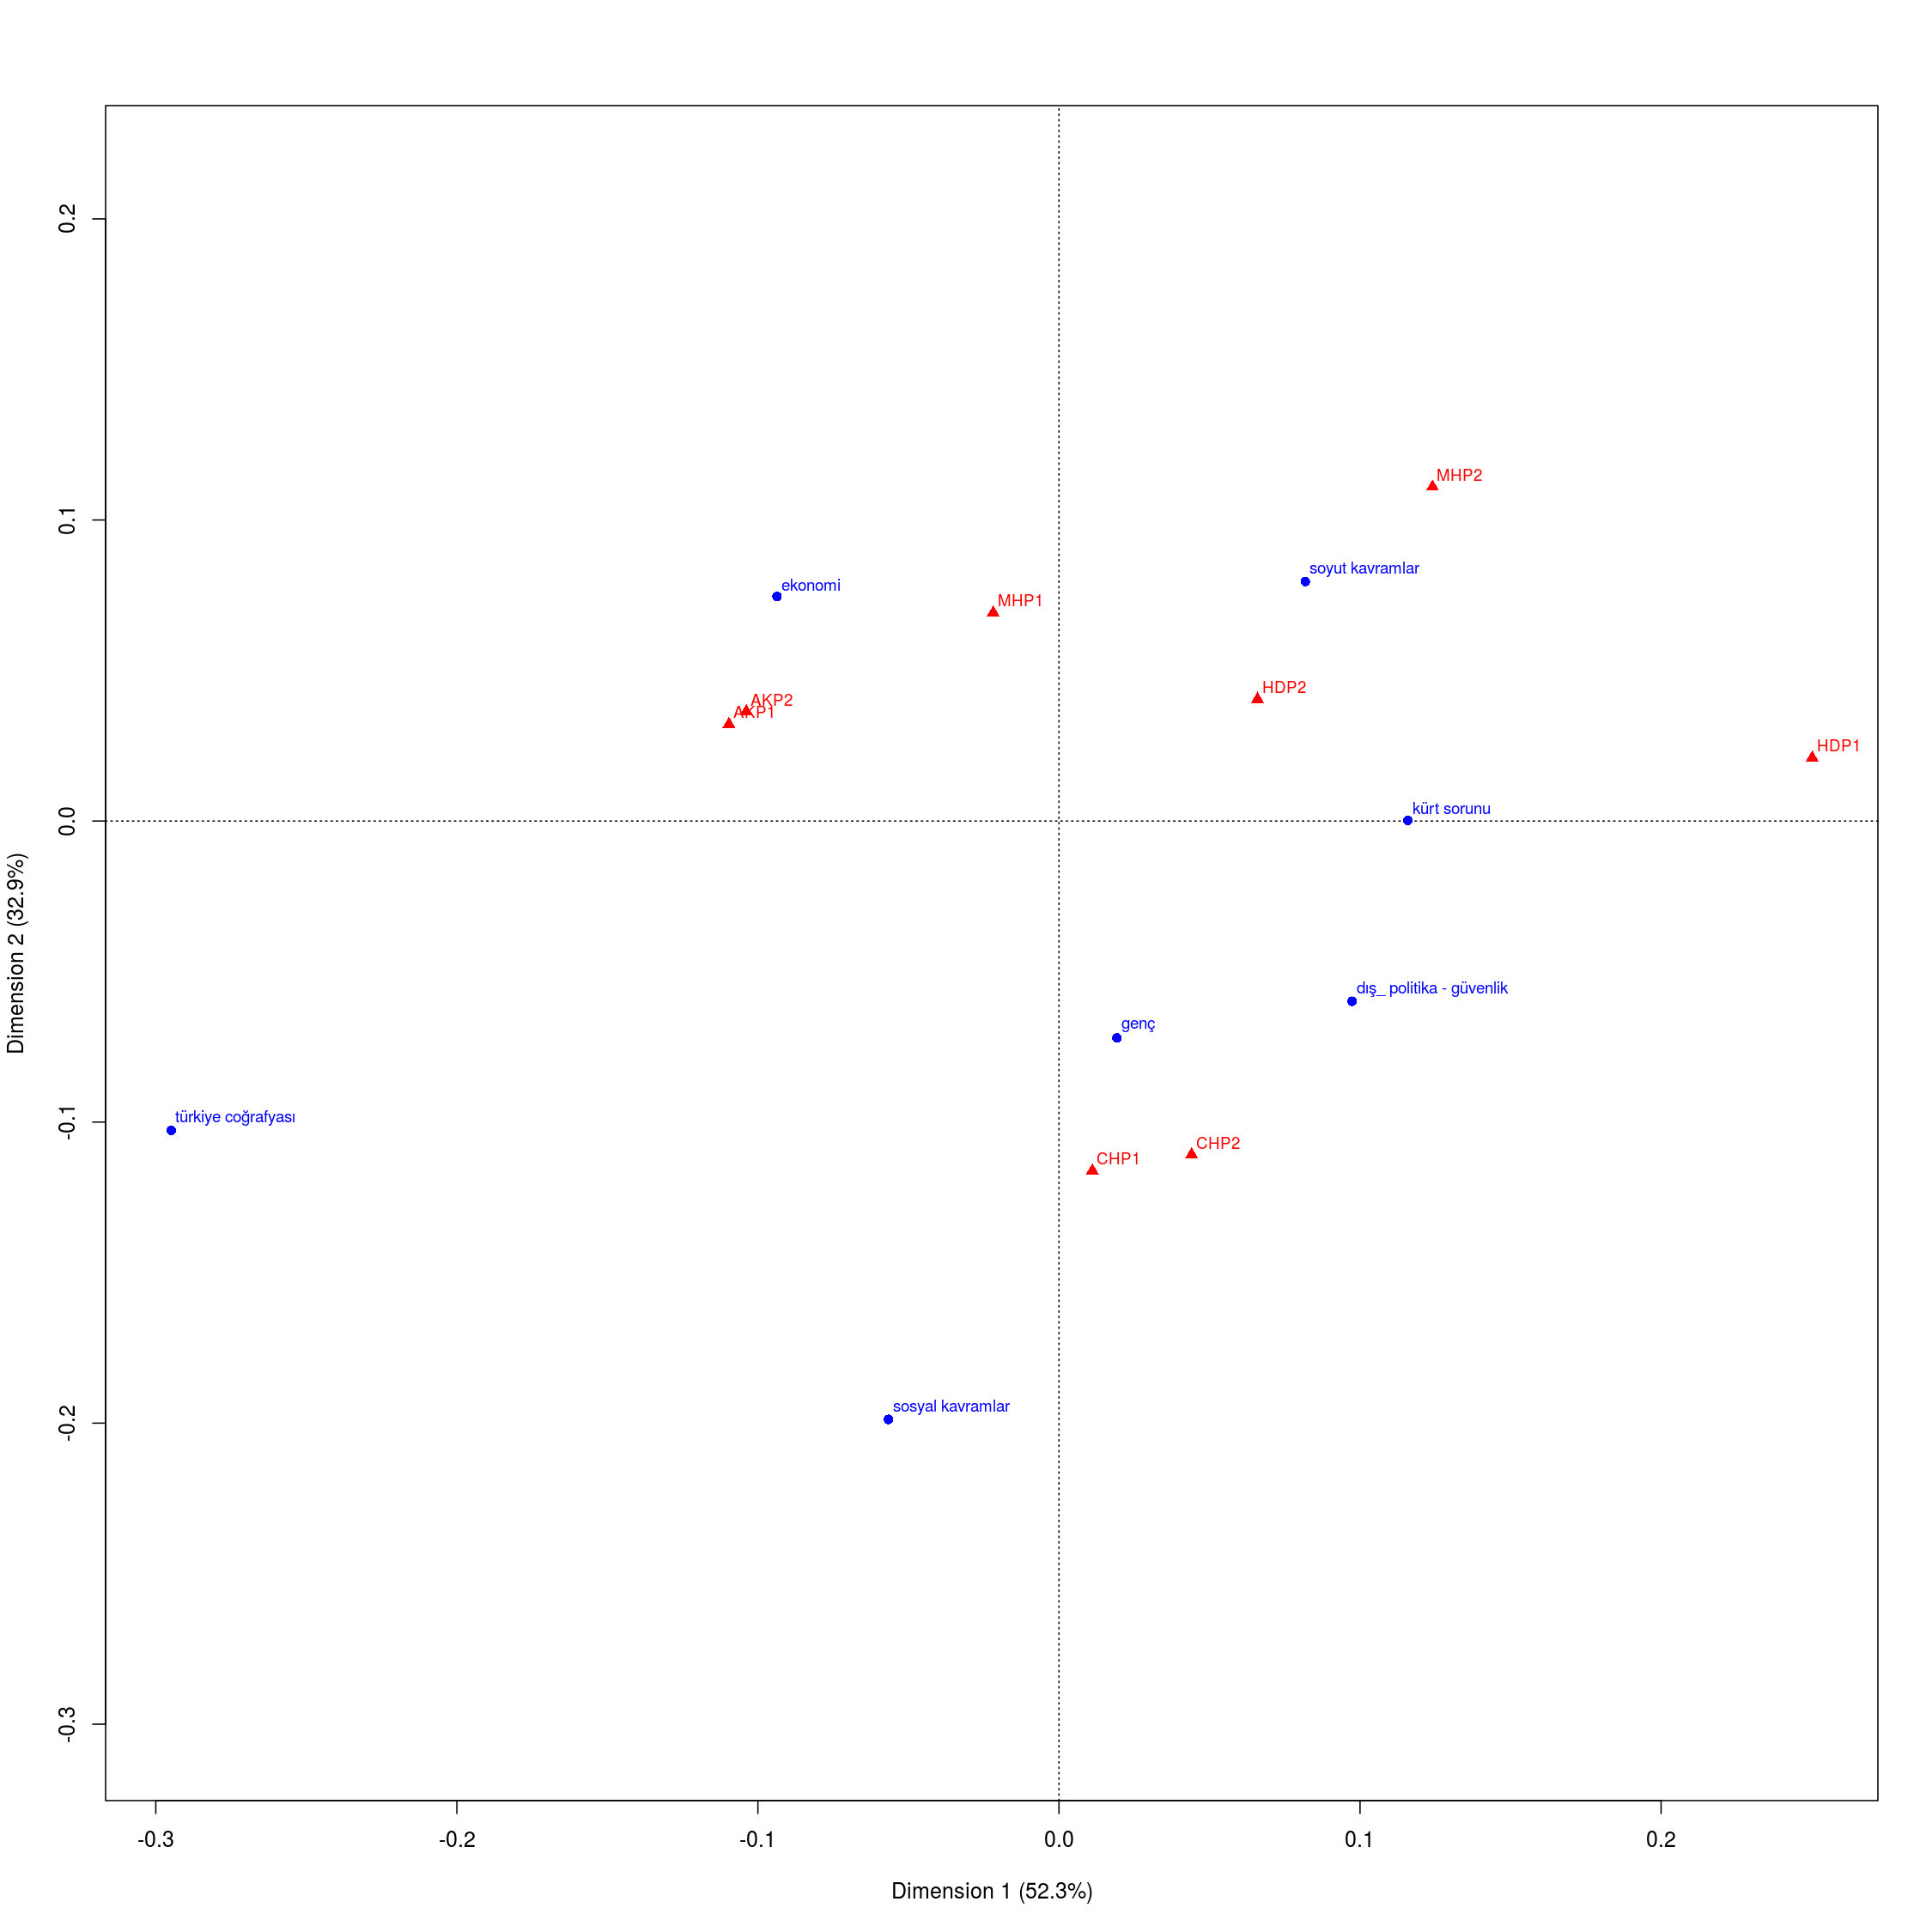 0.2
MHP2
0.1
soyut kavramlar
ekonomi
MHP1
HDP2
AKP2
AKP1
HDP1
kürt sorunu
0.0
Dimension 2 (32.9%)
dış_ politika - güvenlik
genç
türkiye coğrafyası
-0.1
CHP2
CHP1
sosyal kavramlar
-0.2
-0.3
-0.3 -0.2 -0.1 0.0 0.1 0.2
Dimension 1 (52.3%)